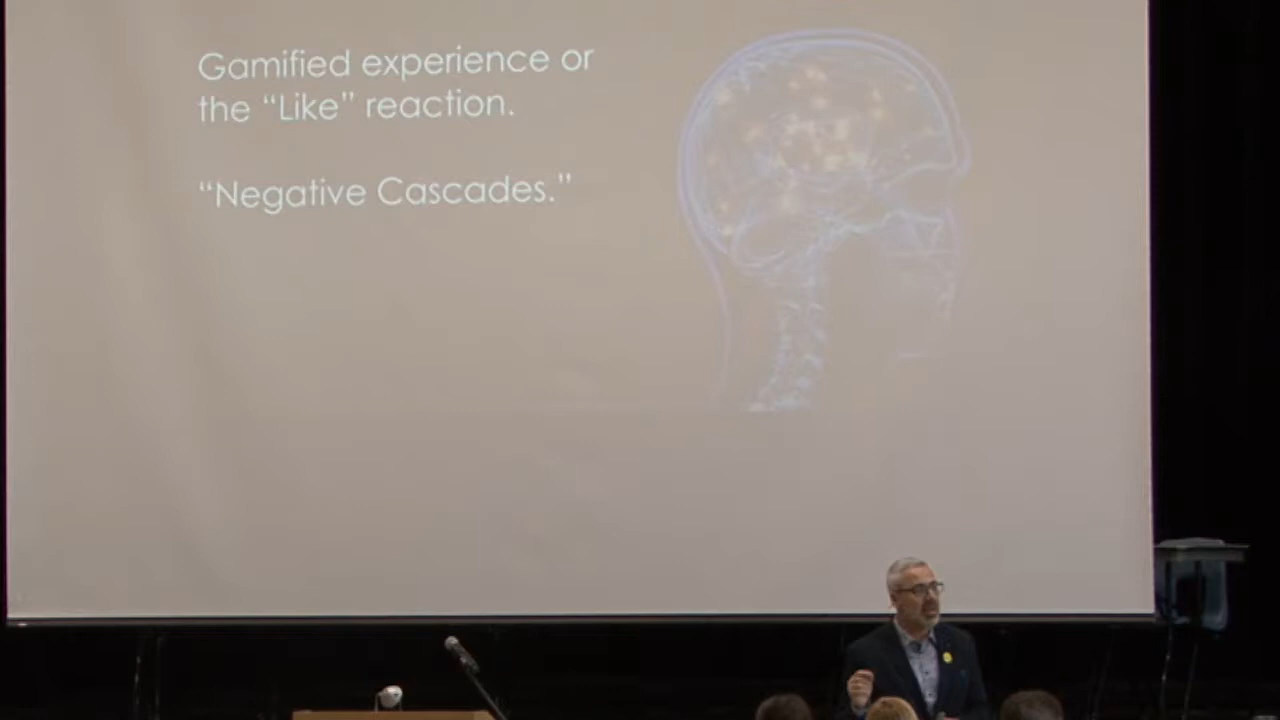 Gamified experience or
the “Like” reaction.
“Negative Cascades.”